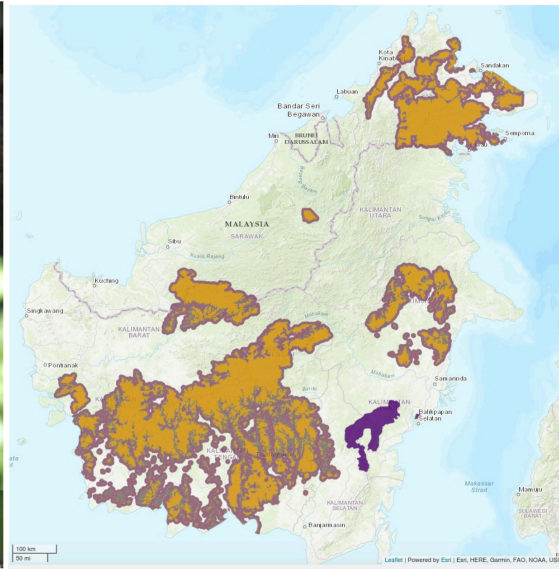 Kota
Sandakan
Labuan
Bandar Seri
Begawan
Miri
BRUNEI
DARUSSALAM
Semporna
Bintulu
KALIMANTAN
UTARA
MALAYSIA
SARAWAK
Sibu
Kuching
Singkawang
KALIMANTAN
BARAT
Mahakam
Pontianak
Mahakam
Samarinda
Balikpapan
Selatan
Makassar
Strait
Mamuju
KALIMANTAN
SELATAN
SULAWESI
BARAT
Banjarmasin
100 km
50 mi
Leaflet | Powered by Esri | Esri, HERE, Garmin, FAO, NOAA,